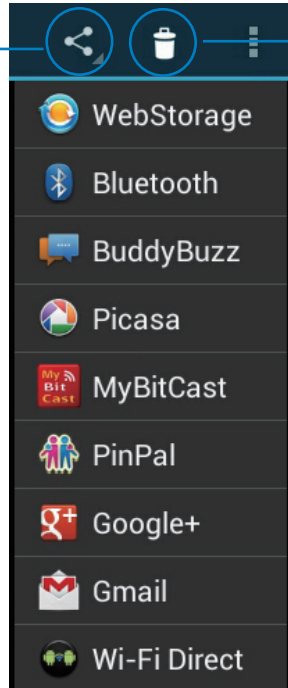 WebStorage
Bluetooth
BuddyBuzz
Picasa
My
Bit
Cast
MyBitCast
PinPal
g+
Google+
Gmail
Wi-Fi Direct